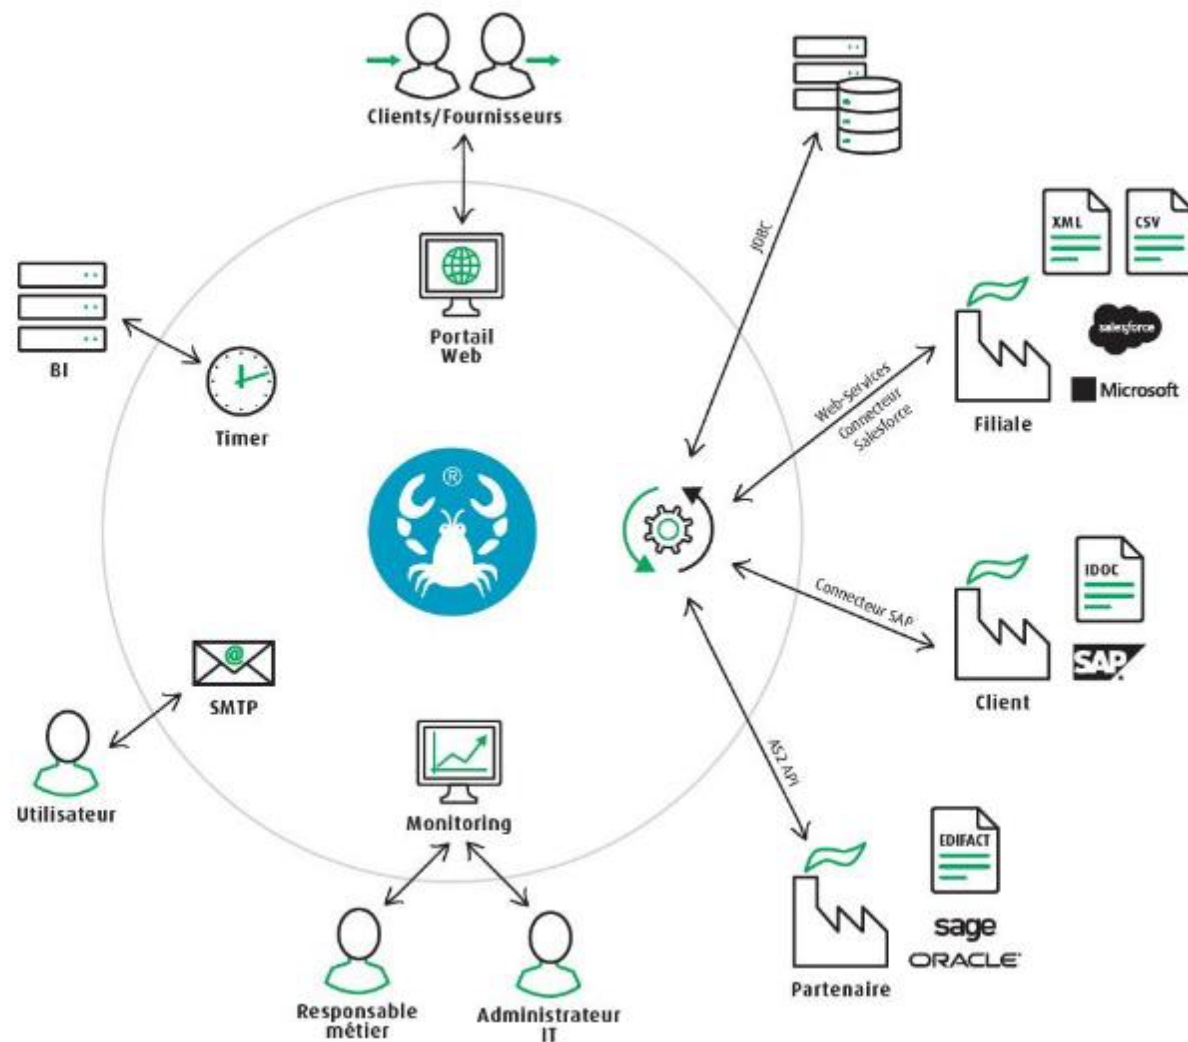 Clients/Fournisseurs
JDBC
XML
CSV
Portail
Web
BI
Timer
salesforce
Microsoft
Web-Services
Connecteur
Salesforce
Filiale
®
IDOC
Connecteur SAP
SAP
Client
@
SMTP
Utilisateur
Monitoring
AS2 API
EDIFACT
sage
ORACLE
Partenaire
Responsable
métier
Administrateur
IT